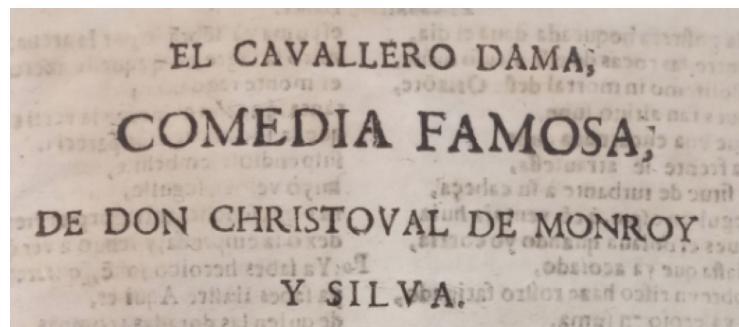 EL CAVALLERO DAMA,
COMEDIA FAMOSA,
DE DON CHRISTOVAL DE MONROY
Y SILVA.